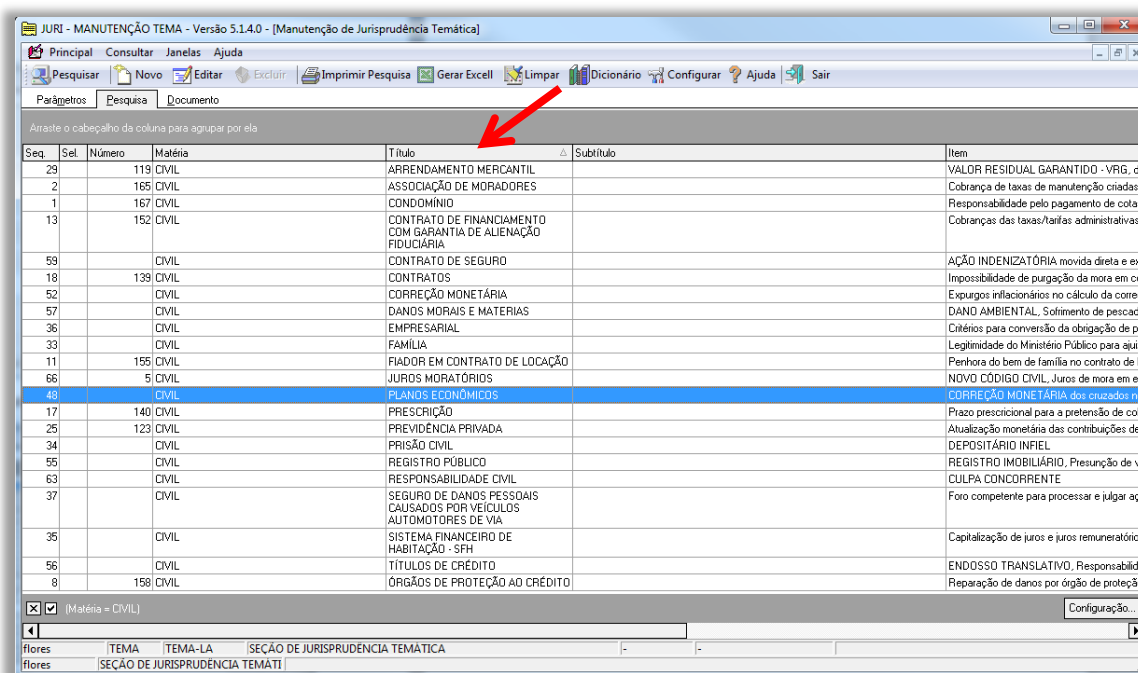 JURI - MANUTENÇÃO TEMA - Versão 5.1.4.0 - [Manutenção de Jurisprudência Temática]
Principal Consultar Janelas Ajuda
Pesquisar Novo Editar Excluir Imprimir Pesquisa Gerar Excell Limpar Dicionário Configurar Ajuda Sair
Parâmetros Pesquisa Documento
Arraste o cabeçalho da coluna para agrupar por ela
Seq. Sel. Número Matéria Título Subtítulo Item
29 119 CIVIL ARRENDAMENTO MERCANTIL VALOR RESIDUAL GARANTIDO - VRG, d
2 165 CIVIL ASSOCIAÇÃO DE MORADORES Cobrança de taxas de manutenção criadas
1 167 CIVIL CONDOMÍNIO Responsabilidade pelo pagamento de cota
13 152 CIVIL CONTRATO DE FINANCIAMENTO Cobranças das taxas/tarifas administrativas
COM GARANTIA DE ALIENAÇÃO
FIDUCIÁRIA
59 CIVIL CONTRATO DE SEGURO AÇÃO INDENIZATÓRIA movida direta e ex
18 139 CIVIL CONTRATOS Impossibilidade de purgação da mora em co
52 CIVIL CORREÇÃO MONETÁRIA Expurgos inflacionários no cálculo da corre
57 CIVIL DANOS MORAIS E MATERIAS DANO AMBIENTAL, Sofrimento de pescad
36 CIVIL EMPRESARIAL Critérios para conversão da obrigação de p
33 CIVIL FAMÍLIA Legitimidade do Ministério Público para ajui
11 155 CIVIL FIADOR EM CONTRATO DE LOCAÇÃO Penhora do bem de família no contrato de
66 5 CIVIL JUROS MORATÓRIOS NOVO CÓDIGO CIVIL, Juros de mora em e
48 CIVIL PLANOS ECONÔMICOS CORREÇÃO MONETÁRIA dos cruzados n
17 140 CIVIL PRESCRIÇÃO Prazo prescricional para a pretensão de co
25 123 CIVIL PREVIDÊNCIA PRIVADA Atualização monetária das contribuições de
34 CIVIL PRISÃO CIVIL DEPOSITÁRIO INFIEL
55 CIVIL REGISTRO PÚBLICO REGISTRO IMOBILIÁRIO, Presunção de v
63 CIVIL RESPONSABILIDADE CIVIL CULPA CONCORRENTE
37 CIVIL SEGURO DE DANOS PESSOAIS Foro competente para processar e julgar aç
CAUSADOS POR VEÍCULOS
AUTOMOTORES DE VIA
35 CIVIL SISTEMA FINANCEIRO DE Capitalização de juros e juros remuneratório
HABITAÇÃO - SFH
56 CIVIL TÍTULOS DE CRÉDITO ENDOSSO TRANSLATIVO, Responsabilid
8 158 CIVIL ÓRGÃOS DE PROTEÇÃO AO CRÉDITO Reparação de danos por órgão de proteçã
(Matéria = CIVIL) Configuração...
flores TEMA TEMA-LA SEÇÃO DE JURISPRUDÊNCIA TEMÁTICA - -
flores SEÇÃO DE JURISPRUDÊNCIA TEMÁTI